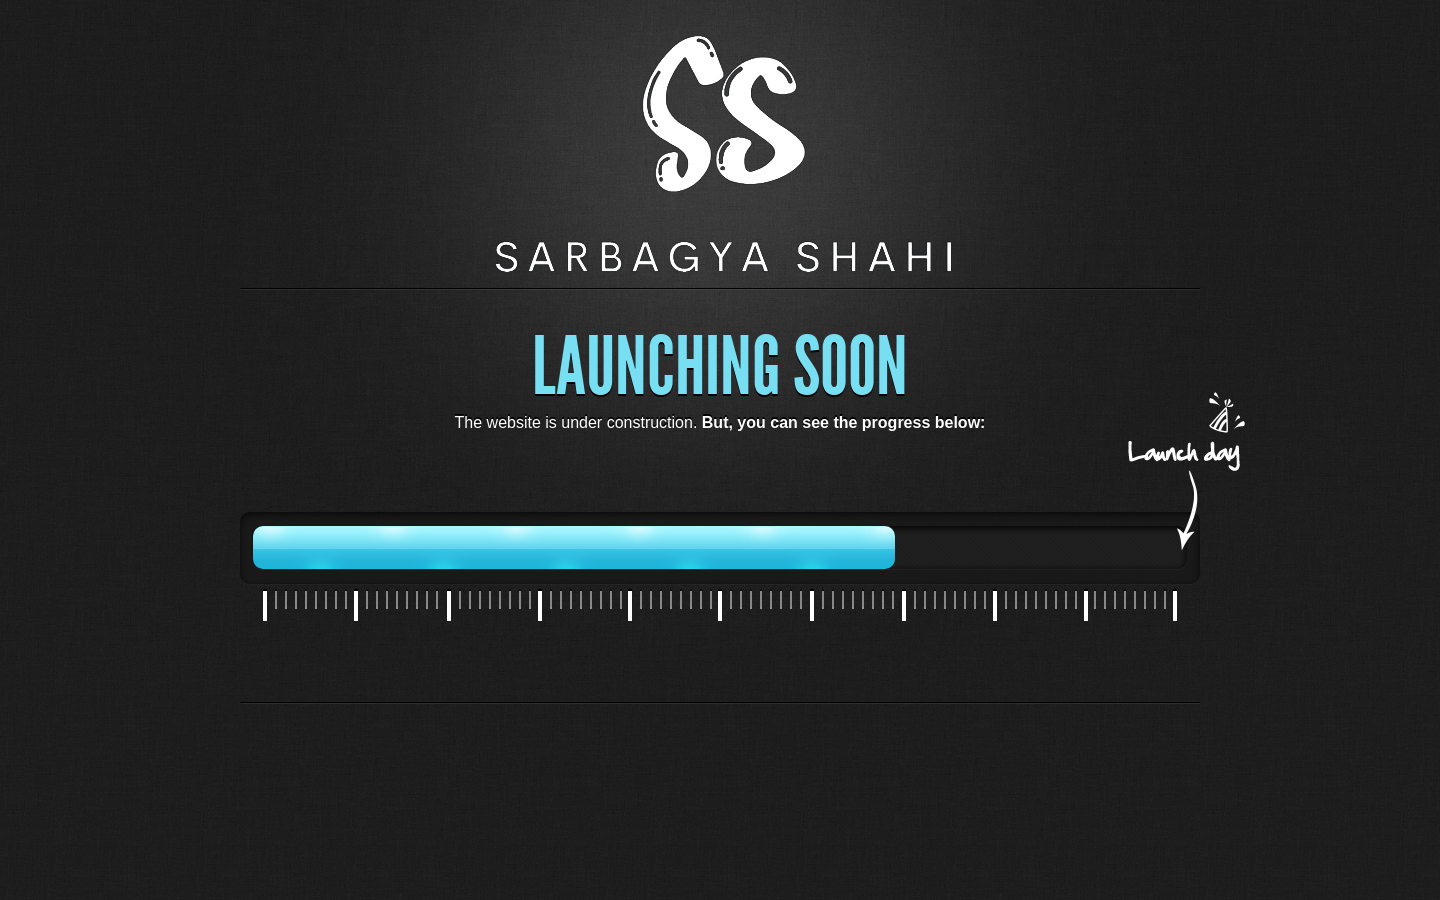 SS
SARBAGYA SHAHI
LAUNCHING SOON
The website is under construction. But, you can see the progress below:
Launch day